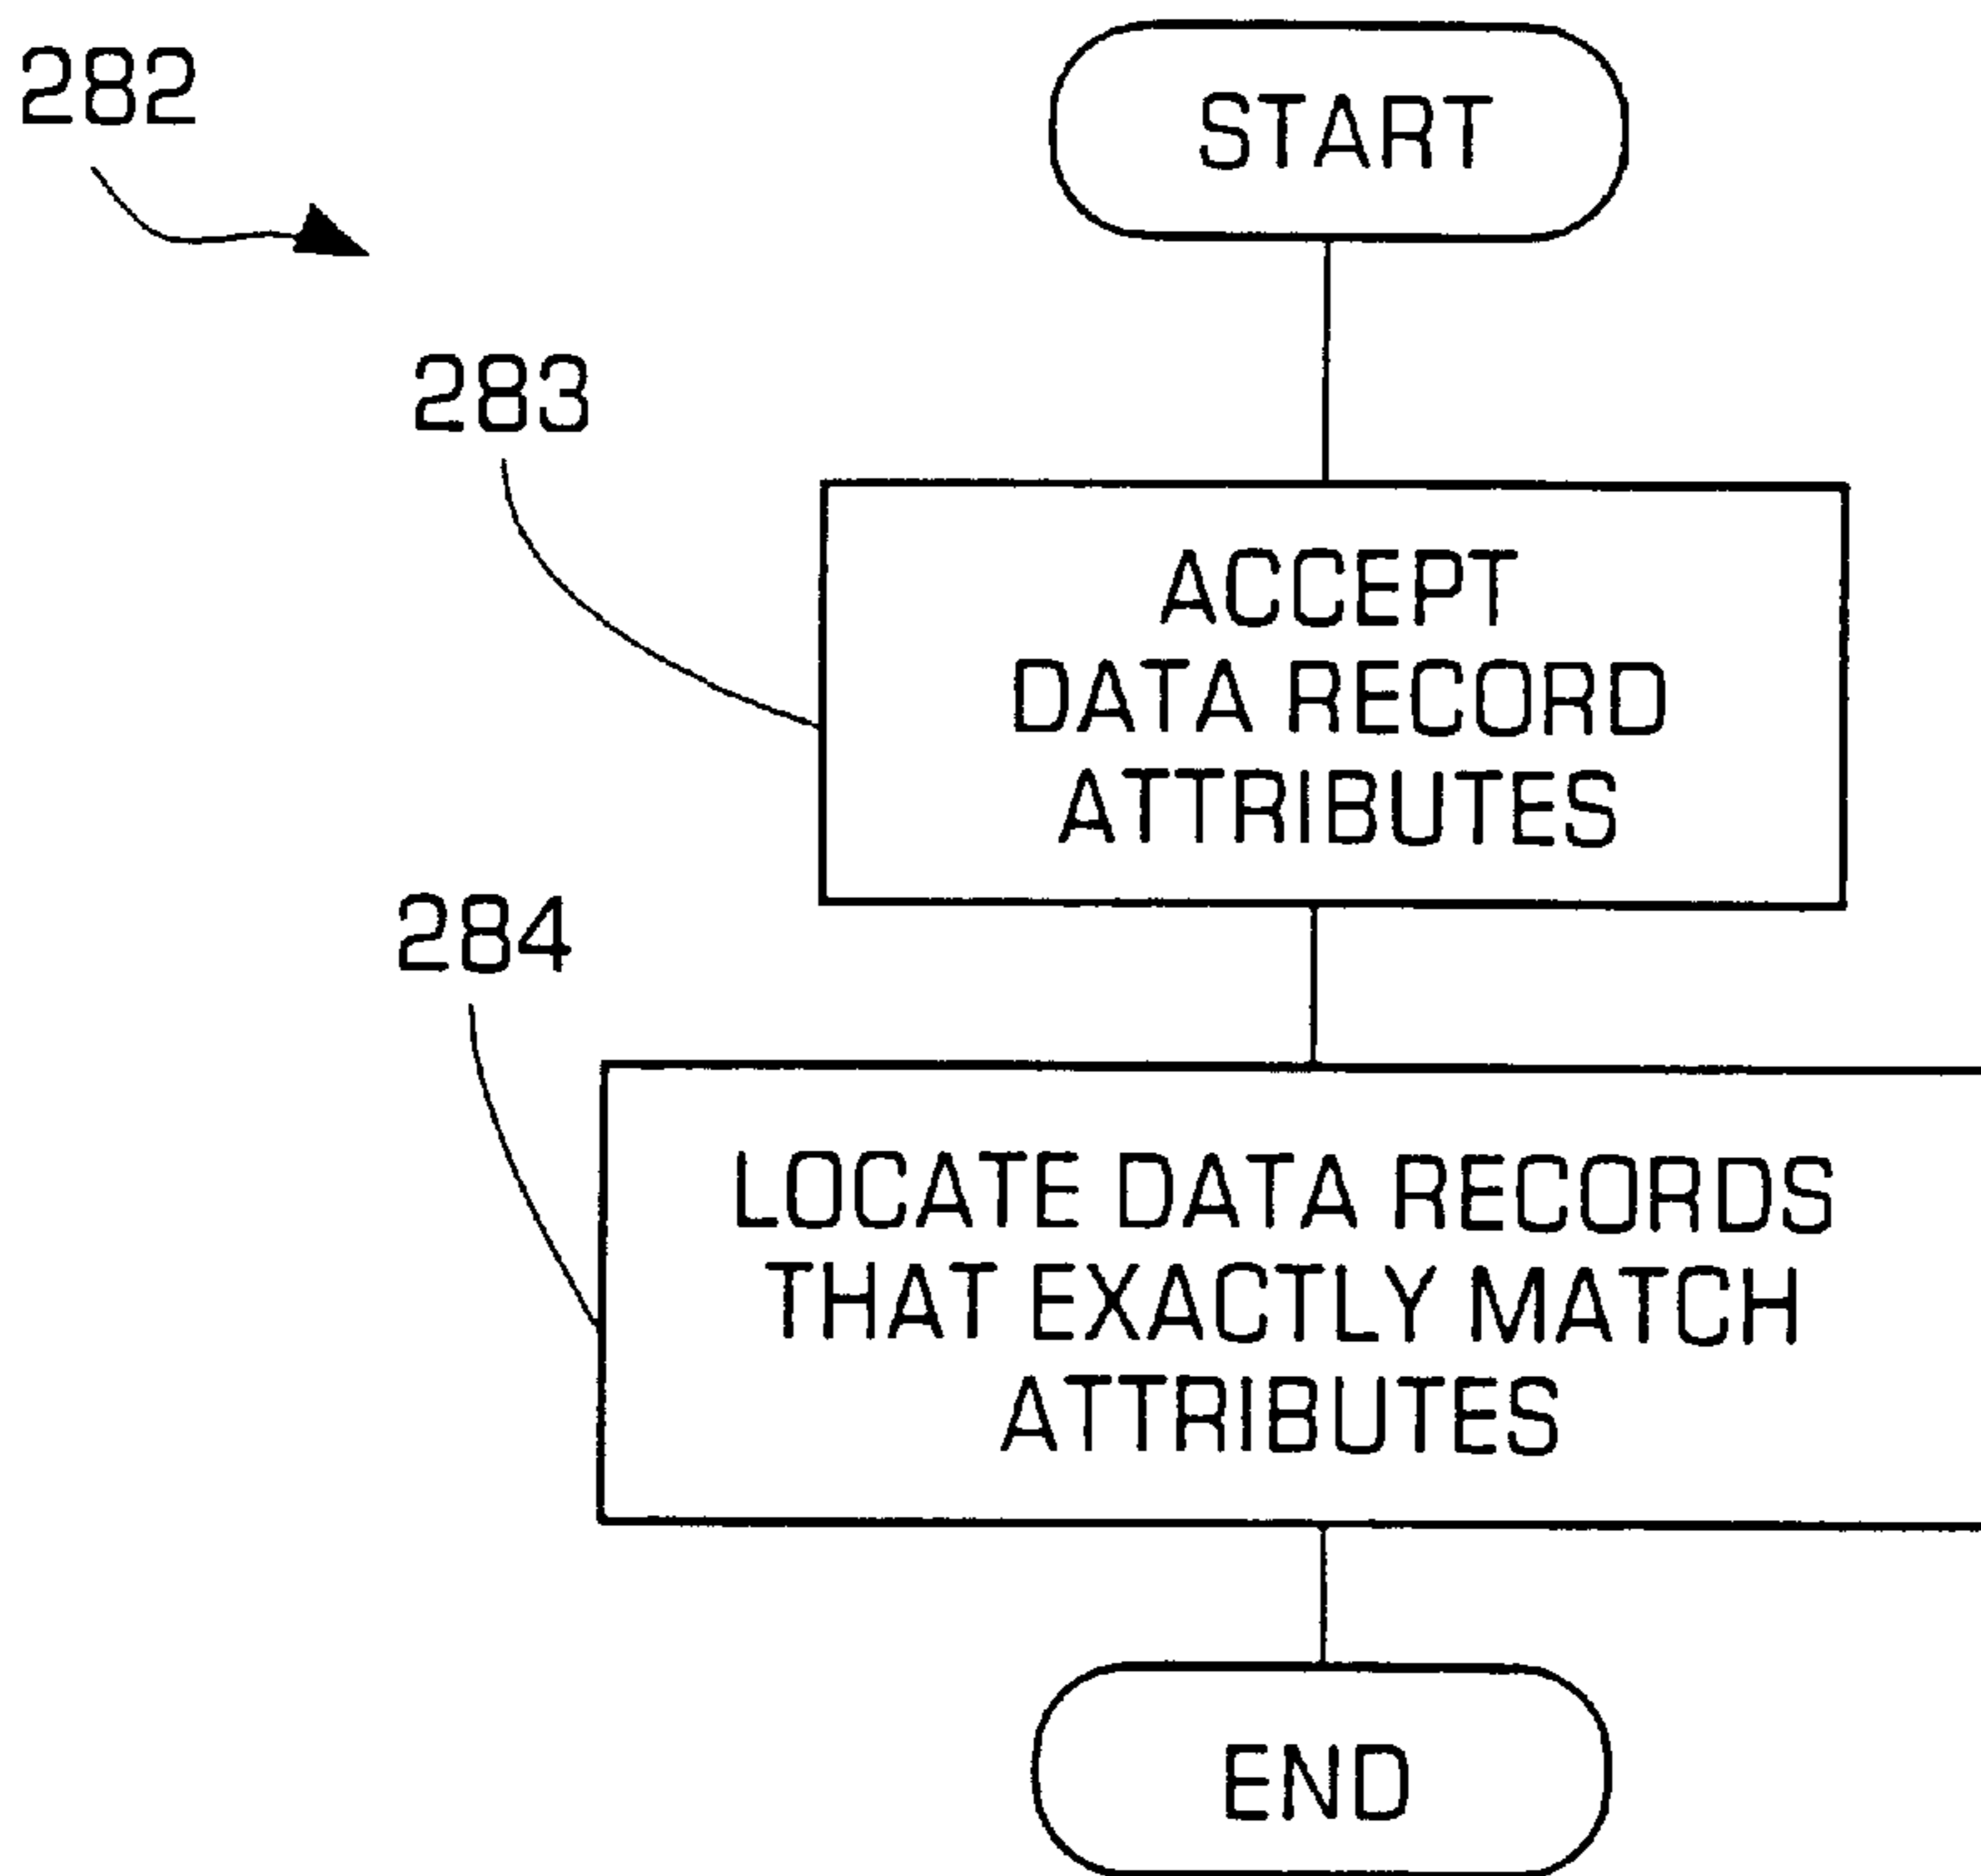 282
START
283
ACCEPT
DATA RECORD
ATTRIBUTES
284
LOCATE DATA RECORDS
THAT EXACTLY MATCH
ATTRIBUTES
END